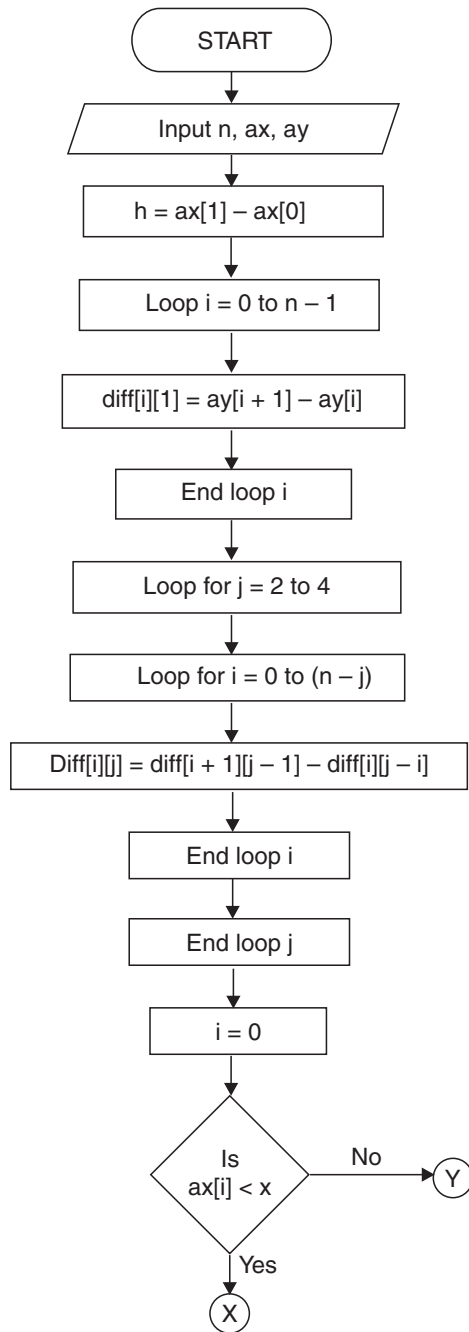 START
Input n, ax, ay
h = ax[1] – ax[0]
Loop i = 0 to n – 1
diff[i][1] = ay[i + 1] – ay[i]
End loop i
Loop for j = 2 to 4
Loop for i = 0 to (n – j)
Diff[i][j] = diff[i + 1][j – 1] – diff[i][j – i]
End loop i
End loop j
i = 0
Is
ax[i] < x
No
Y
Yes
X